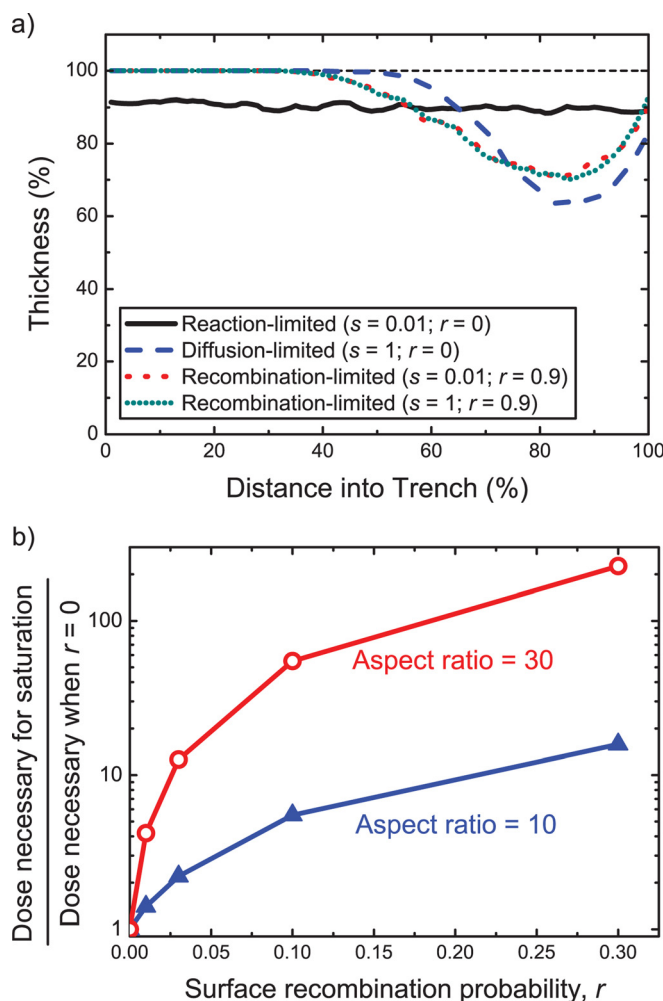 a)
100
80
60
40
20
0
Thickness (%)
Reaction-limited (s = 0.01; r = 0)
Diffusion-limited (s = 1; r = 0)
Recombination-limited (s = 0.01; r = 0.9)
Recombination-limited (s = 1; r = 0.9)
0 20 40 60 80 100
Distance into Trench (%)
b)
Dose necessary for saturation
Dose necessary when r = 0
100
10
1
Aspect ratio = 30
Aspect ratio = 10
0.00 0.05 0.10 0.15 0.20 0.25 0.30
Surface recombination probability, r